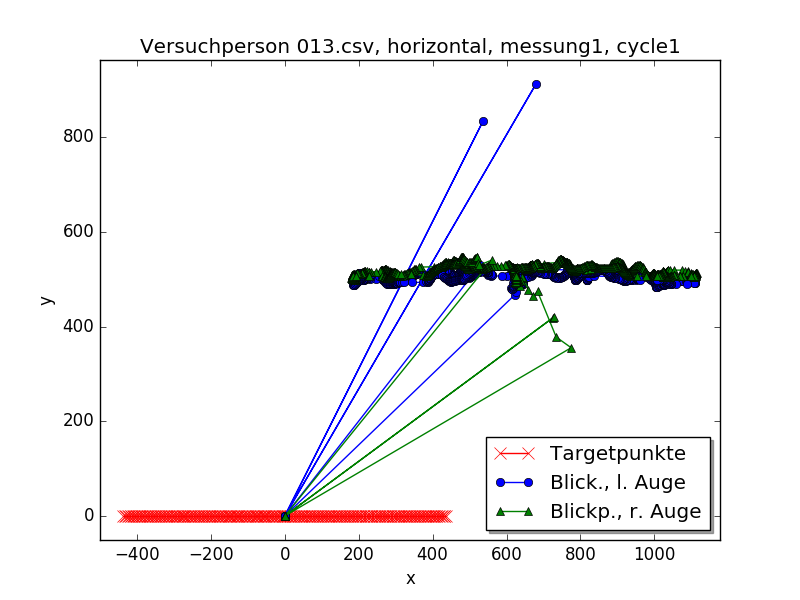 Versuchperson 013.csv, horizontal, messung1, cycle1
y
800
600
400
200
0
−400 −200 0 200 400 600 800 1000
x
Targetpunkte
Blick., l. Auge
Blickp., r. Auge